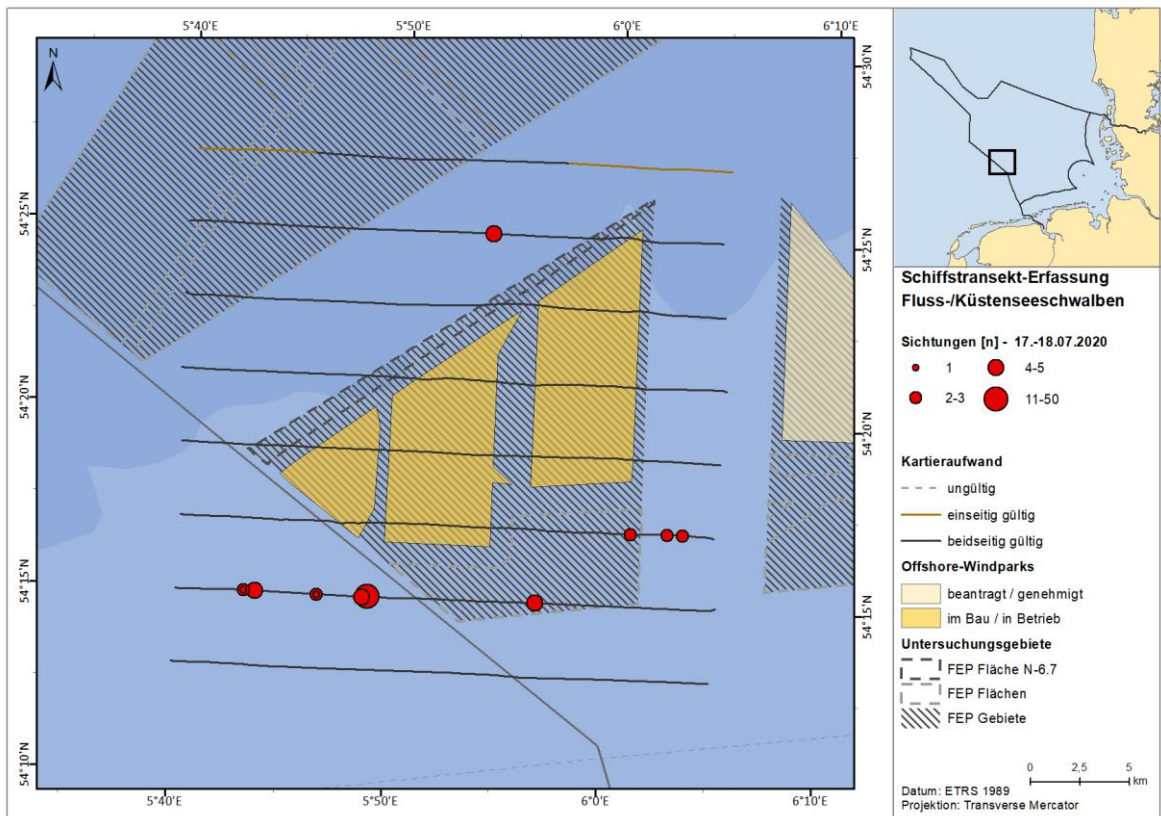 5°40'E 5°50'E 6°0'E 6°10'E
N
54°30'N
54°25'N 54°25'N
54°20'N 54°20'N
54°15'N 54°15'N
54°10'N
5°40'E 5°50'E 6°0'E 6°10'E
Schiffstransekt-Erfassung
Fluss-/Küstenseeschwalben
Sichtungen [n] - 17.-18.07.2020
1 4-5
2-3 11-50
Kartieraufwand
ungültig
einseitig gültig
beidseitig gültig
Offshore-Windparks
beantragt / genehmigt
im Bau / in Betrieb
Untersuchungsgebiete
FEP Fläche N-6.7
FEP Flächen
FEP Gebiete
0 2,5 5
km
Datum: ETRS 1989
Projektion: Transverse Mercator